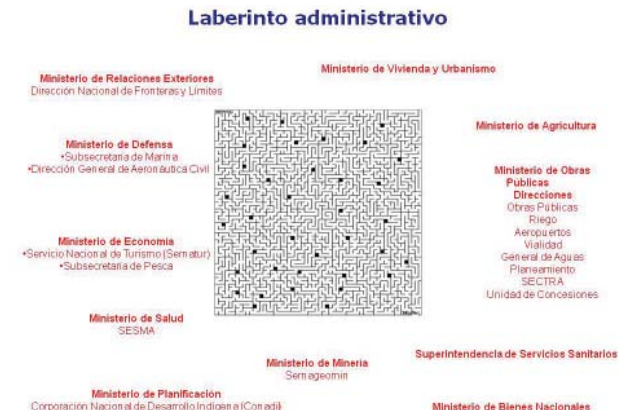 Laberinto administrativo
Ministerio de Relaciones Exteriores
Dirección Nacional de Fronteras y Limites
Ministerio de Vivienda y Urbanismo
Ministerio de Agricultura
Ministerio de Defensa
•Subsecretaria de Marina
•Dirección General de Aeronáutica Civil
Ministerio de Obras
Públicas
Direcciones
Obras Públicas
Riego
Aeropuertos
Vialidad
General de Aguas
Planeamiento
SECTRA
Unidad de Concesiones
Ministerio de Economía
•Servicio Nacional de Turismo (Sernatur)
•Subsecretaria de Pesca
Ministerio de Salud
SESMA
Ministerio de Minería
Sernageomin
Superintendencia de Servicios Sanitarios
Ministerio de Planificación
Corporación Nacional de Desarrollo Indígena (Conadi)
Ministerio de Bienes Nacionales